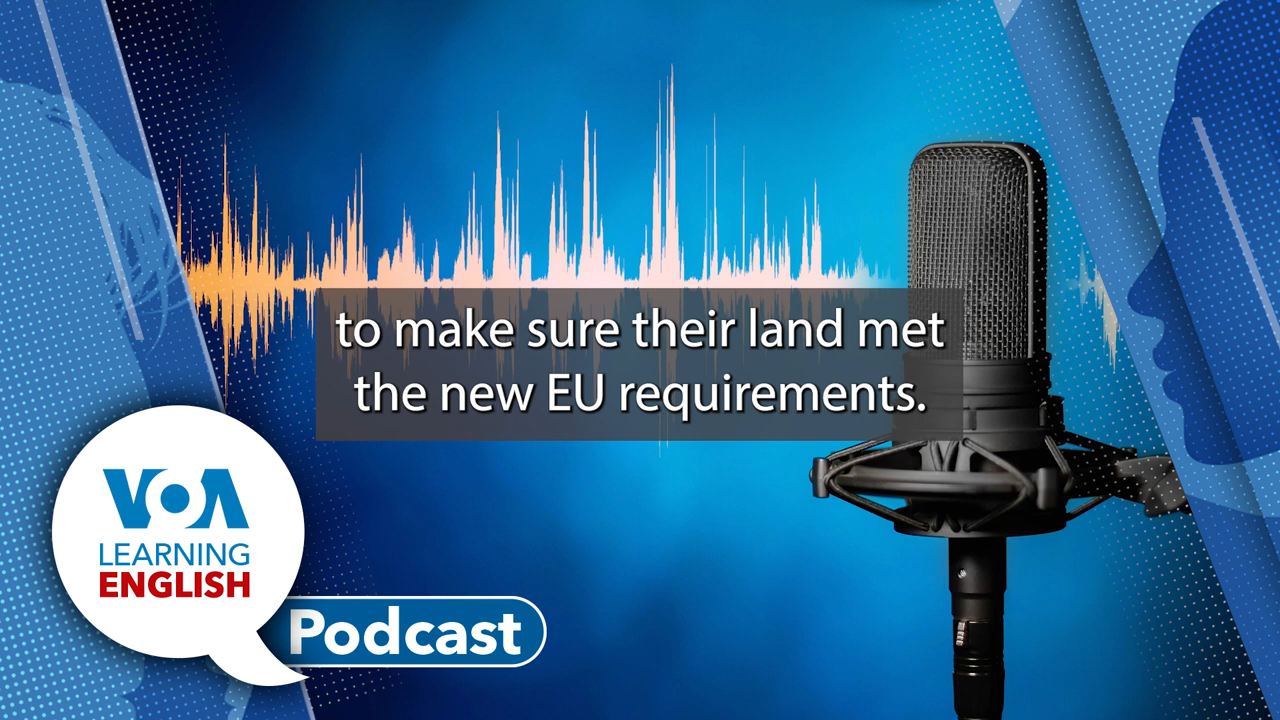 to make sure their land met
the new EU requirements.
VOA
LEARNING
ENGLISH
Podcast